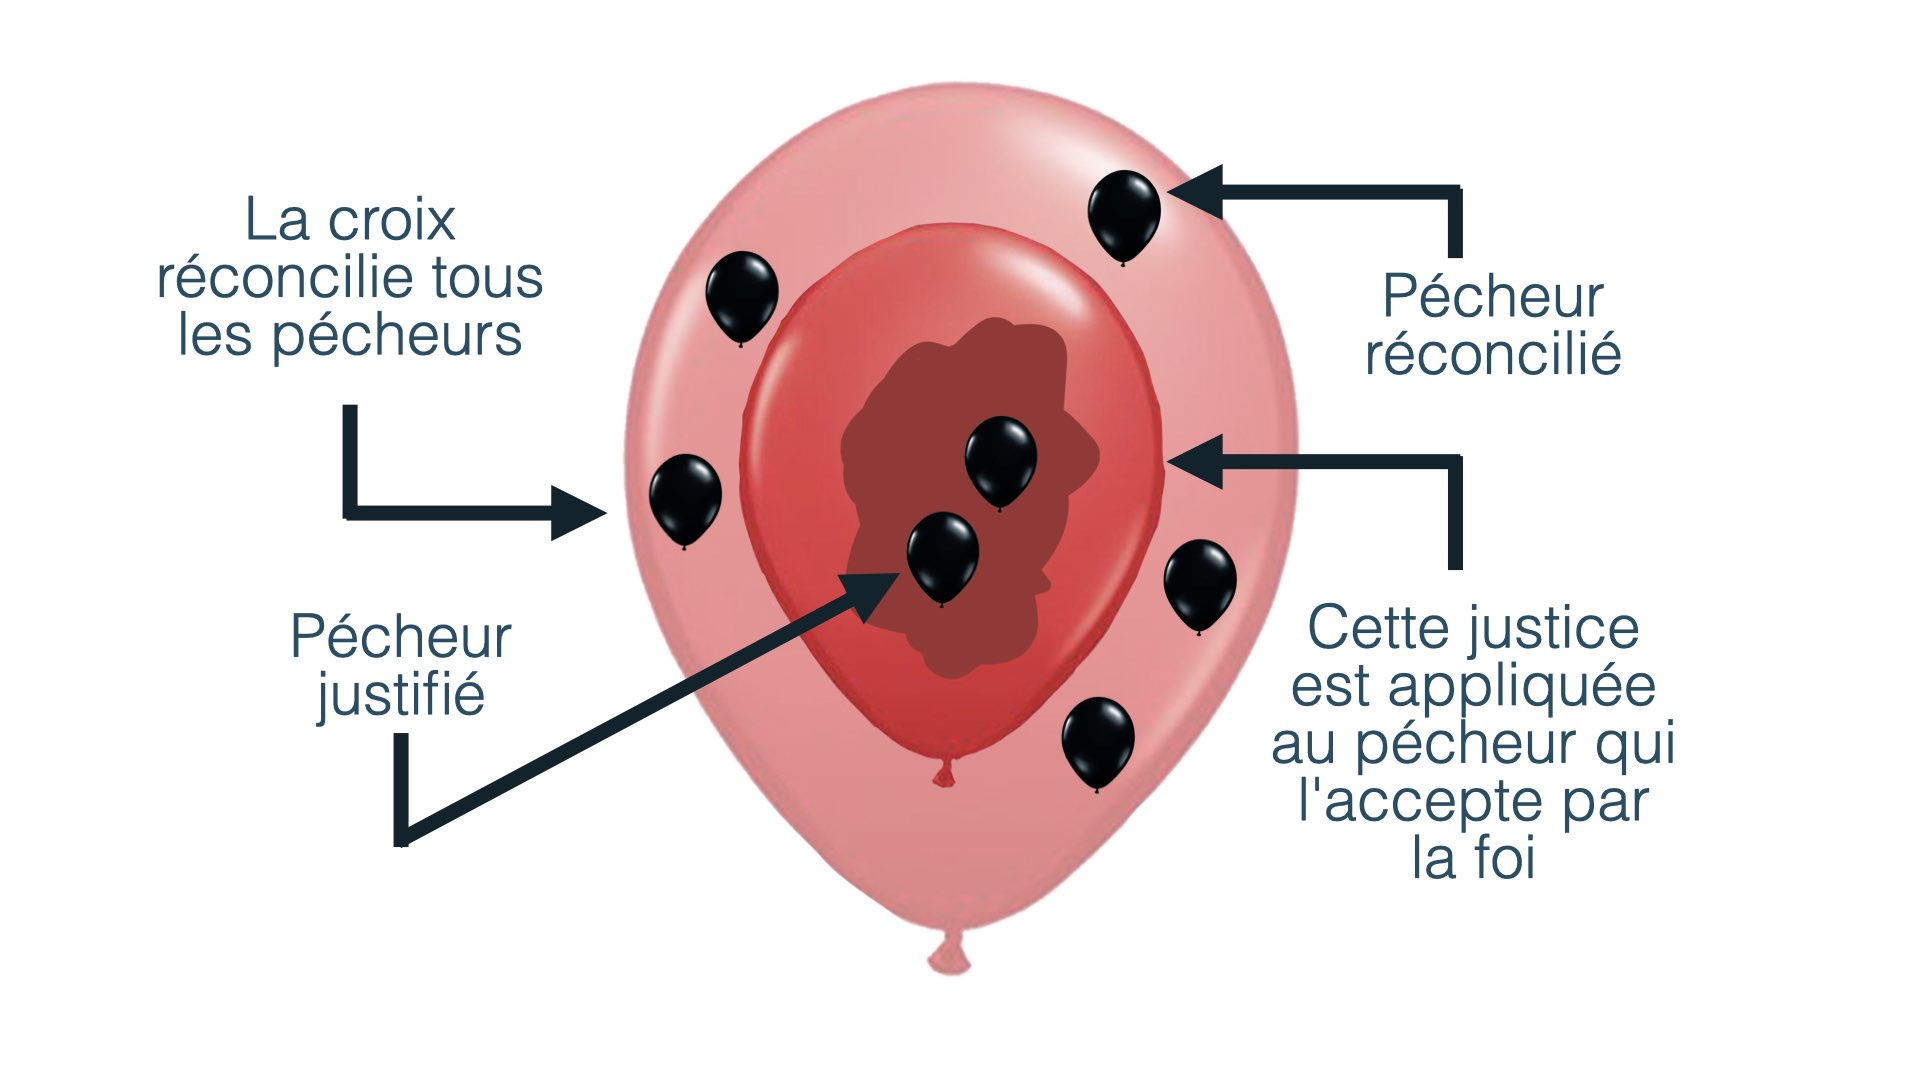 La croix
réconcilie tous
les pécheurs
Pécheur
réconcilié
Pécheur
justifié
Cette justice
est appliquée
au pécheur qui
l'accepte par
la foi